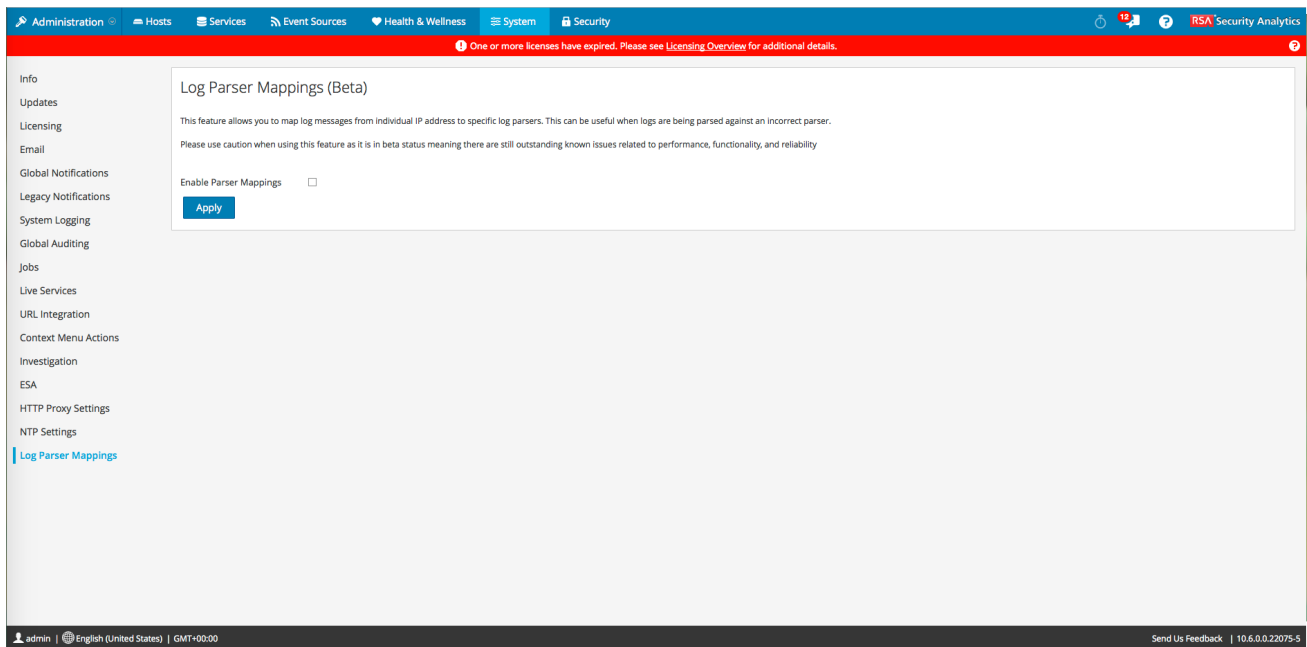 Administration Hosts Services Event Sources Health & Wellness System Security 12 RSA Security Analytics
One or more licenses have expired. Please see Licensing Overview for additional details.
Info
Updates
Licensing
Email
Global Notifications
Legacy Notifications
System Logging
Global Auditing
Jobs
Live Services
URL Integration
Context Menu Actions
Investigation
ESA
HTTP Proxy Settings
NTP Settings
Log Parser Mappings
Log Parser Mappings (Beta)
This feature allows you to map log messages from individual IP address to specific log parsers. This can be useful when logs are being parsed against an incorrect parser.
Please use caution when using this feature as it is in beta status meaning there are still outstanding known issues related to performance, functionality, and reliability
Enable Parser Mappings
Apply
admin | English (United States) | GMT+00:00 Send Us Feedback | 10.6.0.0.22075-5